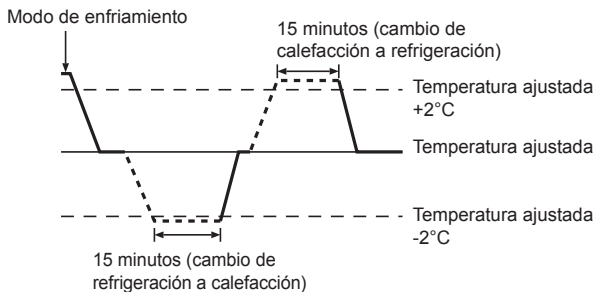 Modo de enfriamiento
15 minutos (cambio de
calefacción a refrigeración)
Temperatura ajustada
+2°C
Temperatura ajustada
Temperatura ajustada
-2°C
15 minutos (cambio de
refrigeración a calefacción)